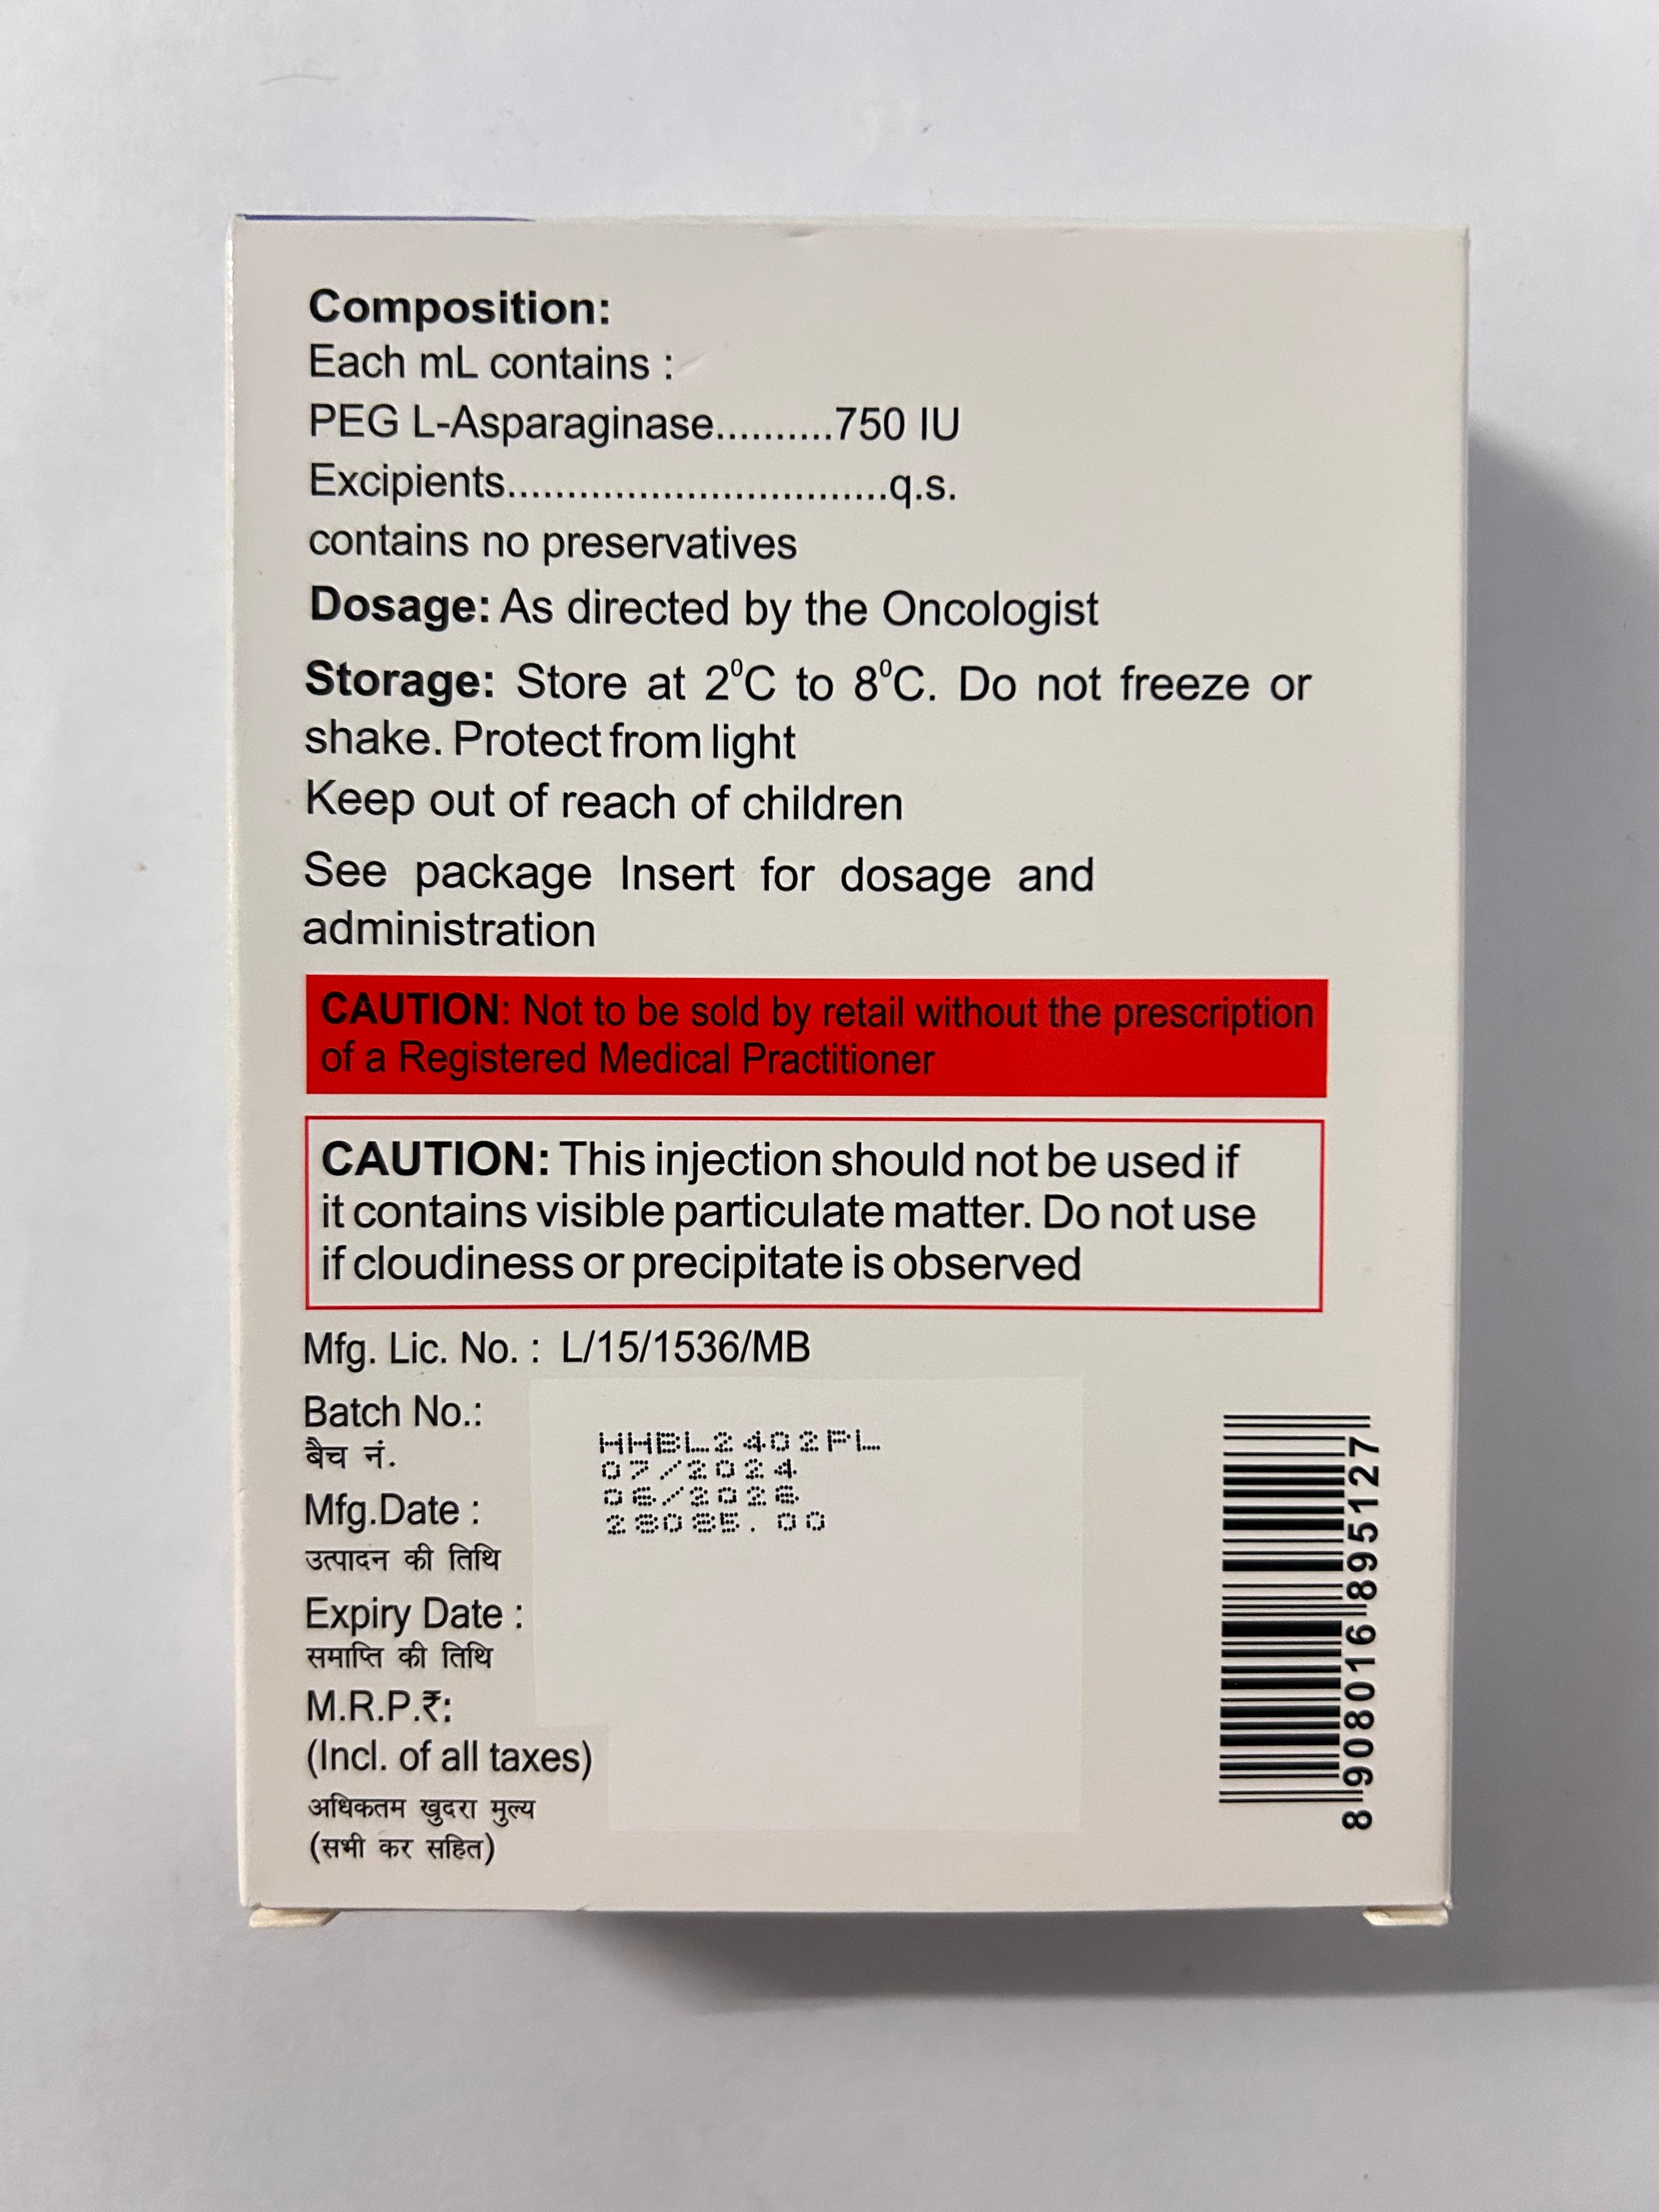 Composition:
Each mL contains :
PEG L-Asparaginase..........750 IU
Excipients................................q.s.
contains no preservatives
Dosage: As directed by the Oncologist
Storage: Store at 2⁰C to 8⁰C. Do not freeze or
shake. Protect from light
Keep out of reach of children
See package Insert for dosage and
administration
CAUTION: Not to be sold by retail without the prescription
of a Registered Medical Practitioner
CAUTION: This injection should not be used if
it contains visible particulate matter. Do not use
if cloudiness or precipitate is observed
Mfg. Lic. No. : L/15/1536/MB
Batch No.:
बैच नं.
Mfg.Date :
उत्पादन की तिथि
Expiry Date :
समाप्ति की तिथि
M.R.P.₹:
(Incl. of all taxes)
अधिकतम खुदरा मुल्य
(सभी कर सहित)
HHBL2402PL
07/2024
06/2026
28085.00
8 908016 895127